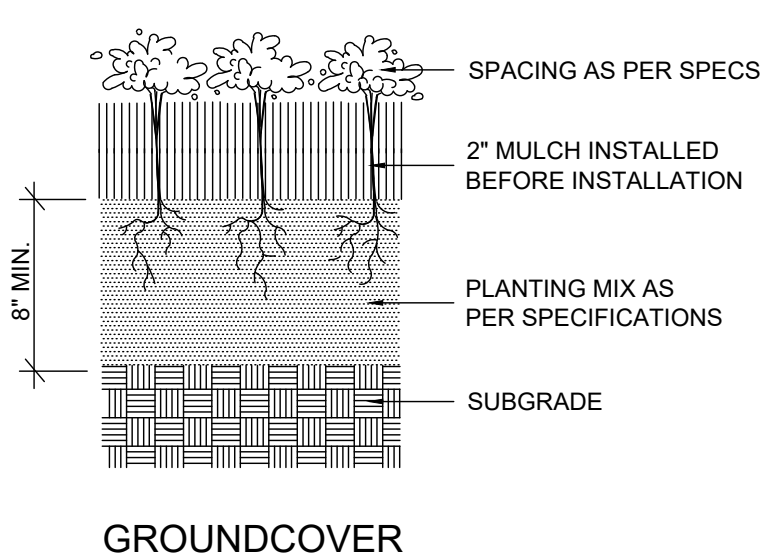 SPACING AS PER SPECS
2" MULCH INSTALLED
BEFORE INSTALLATION
8" MIN.
PLANTING MIX AS
PER SPECIFICATIONS
SUBGRADE
GROUNDCOVER